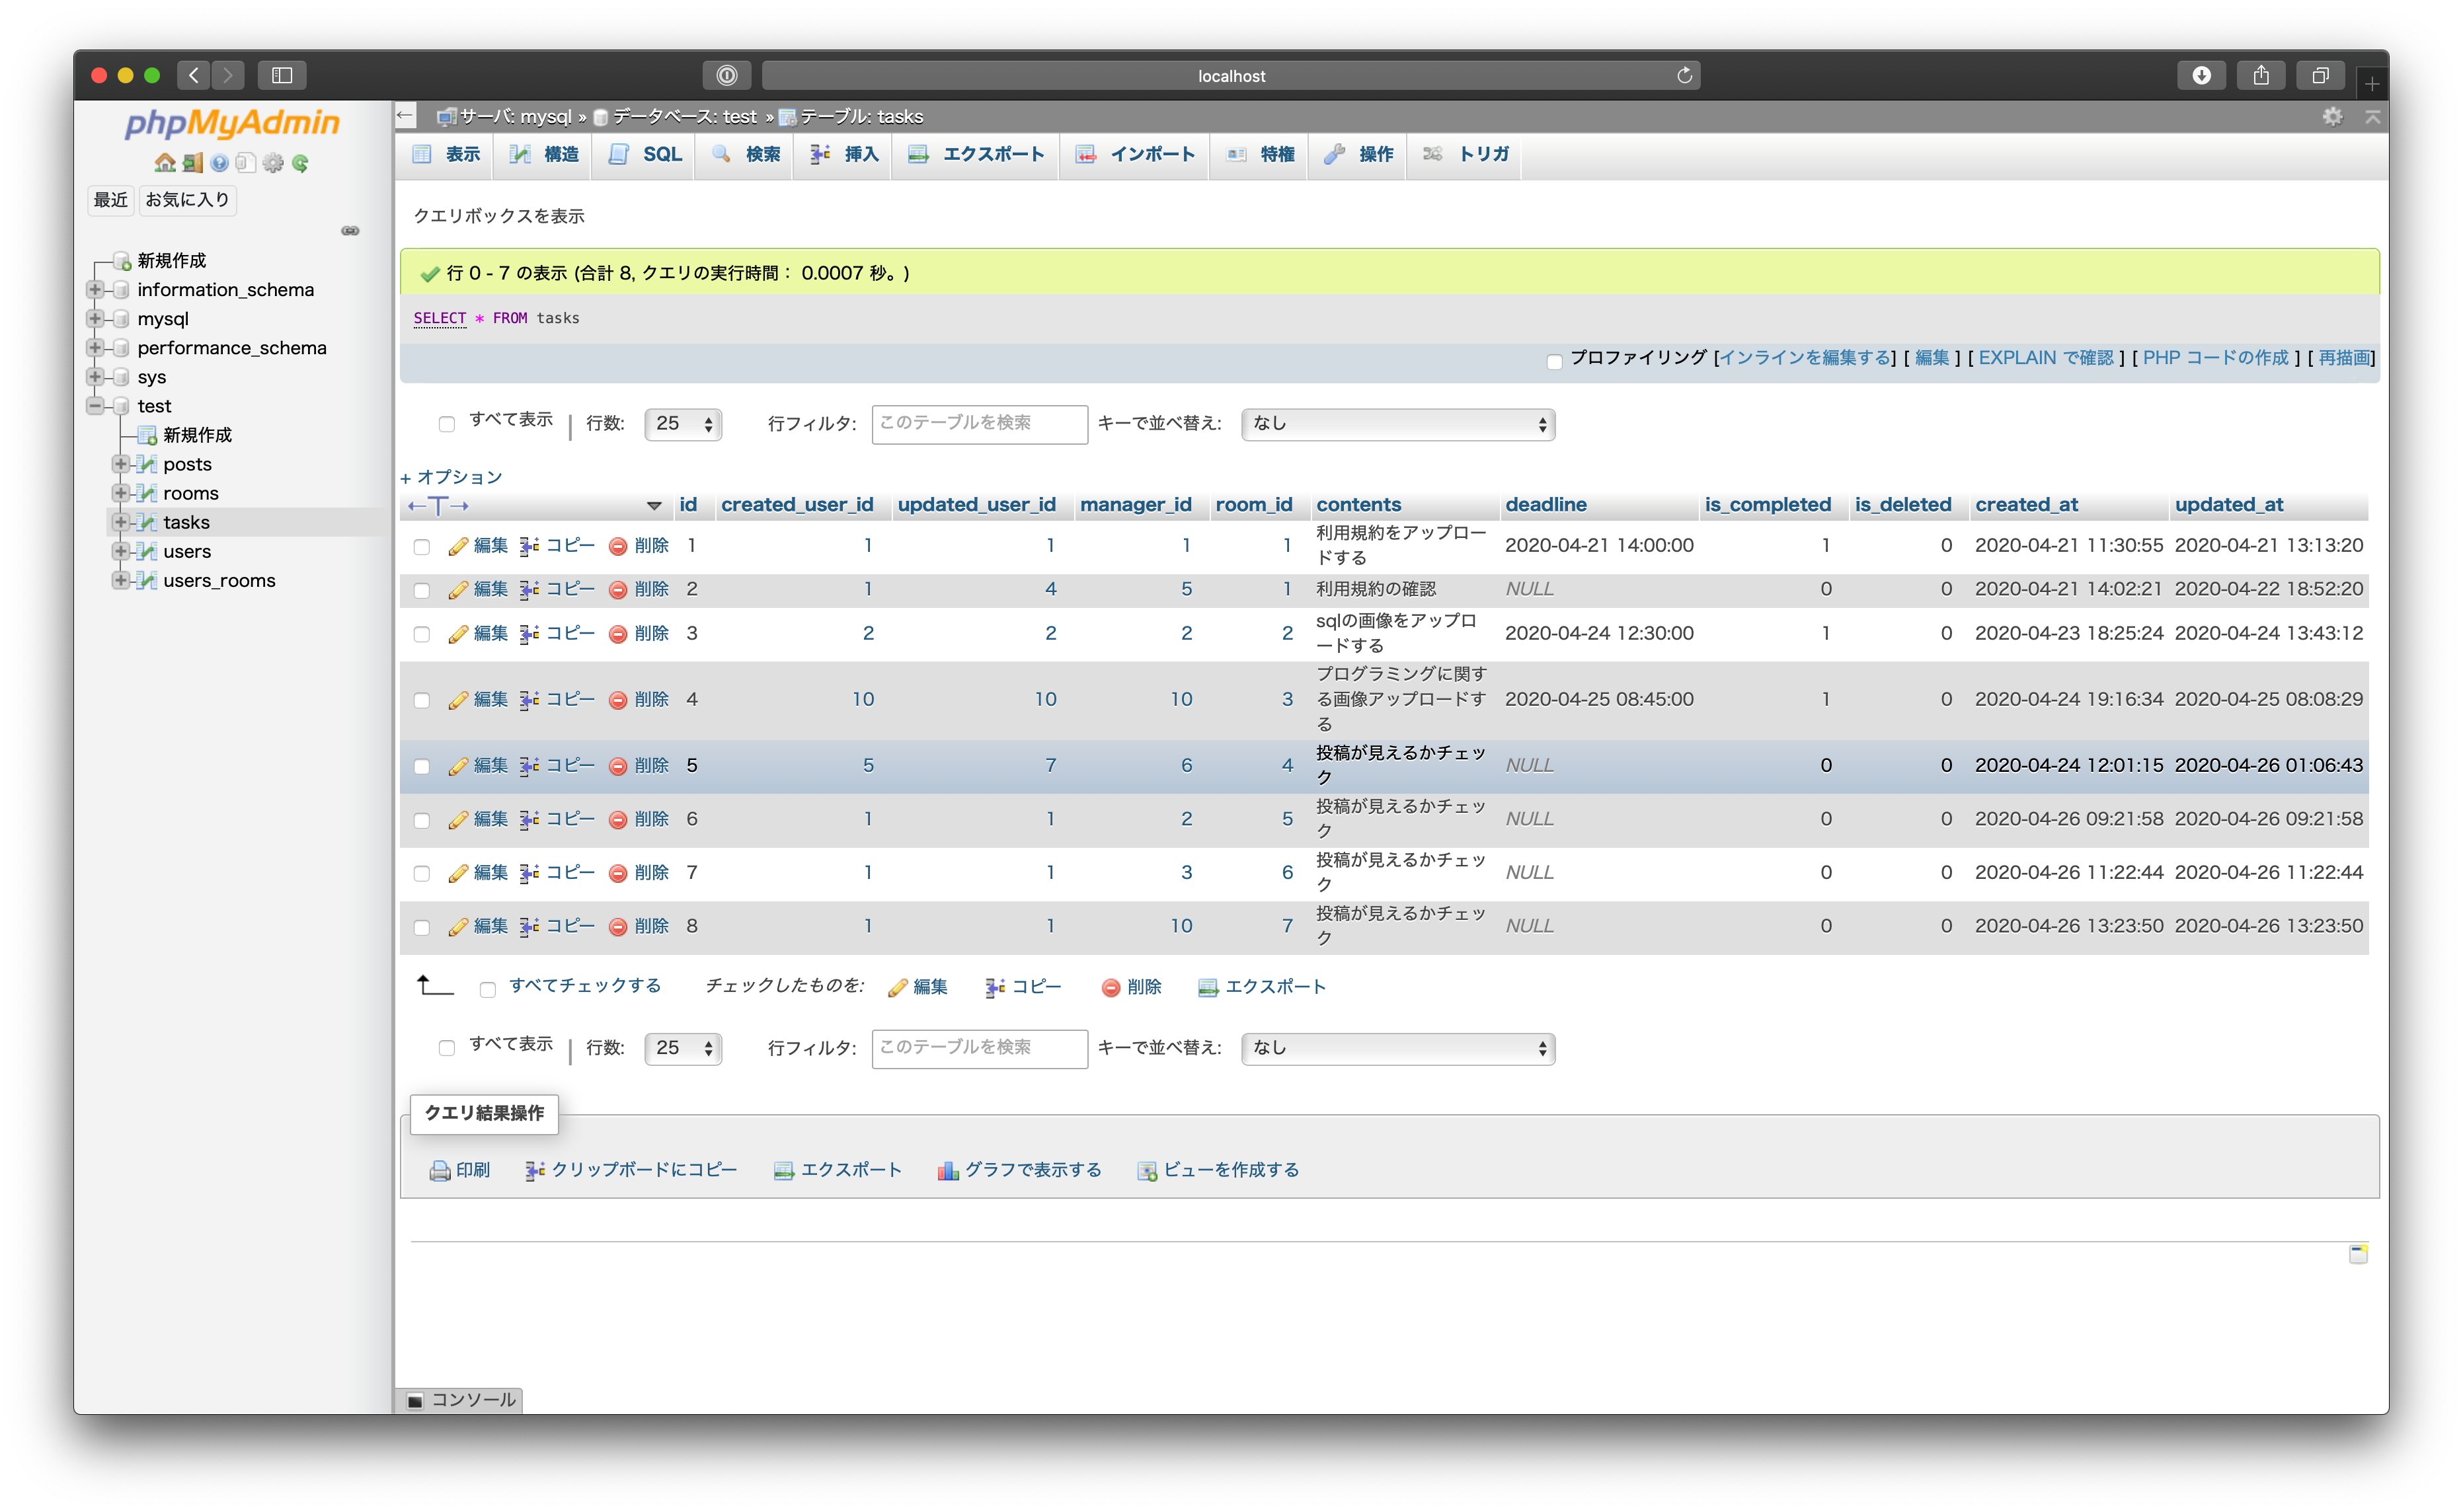 localhost
phpMyAdmin
サーバ: mysql » データベース: test » テーブル: tasks
表示 構造 SQL 検索 挿入 エクスポート インポート 特権 操作 トリガ
最近 お気に入り
新規作成
information_schema
mysql
performance_schema
sys
test
新規作成
posts
rooms
tasks
users
users_rooms
クエリボックスを表示
行 0 - 7 の表示 (合計 8, クエリの実行時間： 0.0007 秒。)
SELECT * FROM tasks
プロファイリング [インラインを編集する] [ 編集 ] [ EXPLAIN で確認 ] [ PHP コードの作成 ] [ 再描画]
すべて表示 | 行数: 25 行フィルタ: このテーブルを検索 キーで並べ替え: なし
+ オプション
←T→ id created_user_id updated_user_id manager_id room_id contents deadline is_completed is_deleted created_at updated_at
編集 コピー 削除 1 1 1 1 1 利用規約をアップロードする 2020-04-21 14:00:00 1 0 2020-04-21 11:30:55 2020-04-21 13:13:20
編集 コピー 削除 2 1 4 5 1 利用規約の確認 NULL 0 0 2020-04-21 14:02:21 2020-04-22 18:52:20
編集 コピー 削除 3 2 2 2 2 sqlの画像をアップロードする 2020-04-24 12:30:00 1 0 2020-04-23 18:25:24 2020-04-24 13:43:12
編集 コピー 削除 4 10 10 10 3 プログラミングに関する画像アップロードする 2020-04-25 08:45:00 1 0 2020-04-24 19:16:34 2020-04-25 08:08:29
編集 コピー 削除 5 5 7 6 4 投稿が見えるかチェック NULL 0 0 2020-04-24 12:01:15 2020-04-26 01:06:43
編集 コピー 削除 6 1 1 2 5 投稿が見えるかチェック NULL 0 0 2020-04-26 09:21:58 2020-04-26 09:21:58
編集 コピー 削除 7 1 1 3 6 投稿が見えるかチェック NULL 0 0 2020-04-26 11:22:44 2020-04-26 11:22:44
編集 コピー 削除 8 1 1 10 7 投稿が見えるかチェック NULL 0 0 2020-04-26 13:23:50 2020-04-26 13:23:50
すべてチェックする チェックしたものを: 編集 コピー 削除 エクスポート
すべて表示 | 行数: 25 行フィルタ: このテーブルを検索 キーで並べ替え: なし
クエリ結果操作
印刷 クリップボードにコピー エクスポート グラフで表示する ビューを作成する
コンソール